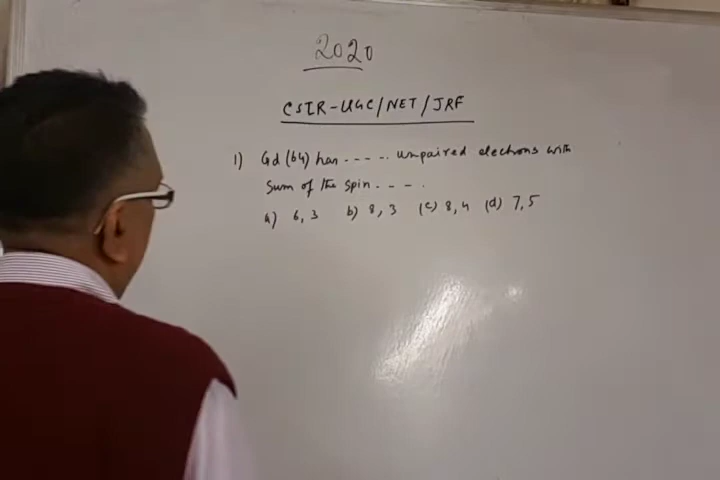 2020
CSIR-UGC/NET/JRF
1) Gd (64) has ----- unpaired electrons with
sum of the spin ----.
a) 6, 3 b) 8, 3 (c) 8, 4 (d) 7, 5